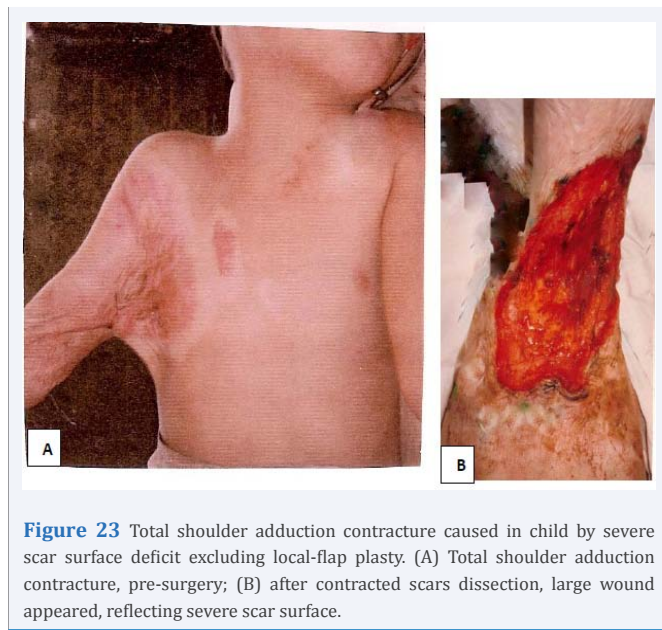 A
B
Figure 23 Total shoulder adduction contracture caused in child by severe
scar surface deficit excluding local-flap plasty. (A) Total shoulder adduction
contracture, pre-surgery; (B) after contracted scars dissection, large wound
appeared, reflecting severe scar surface.